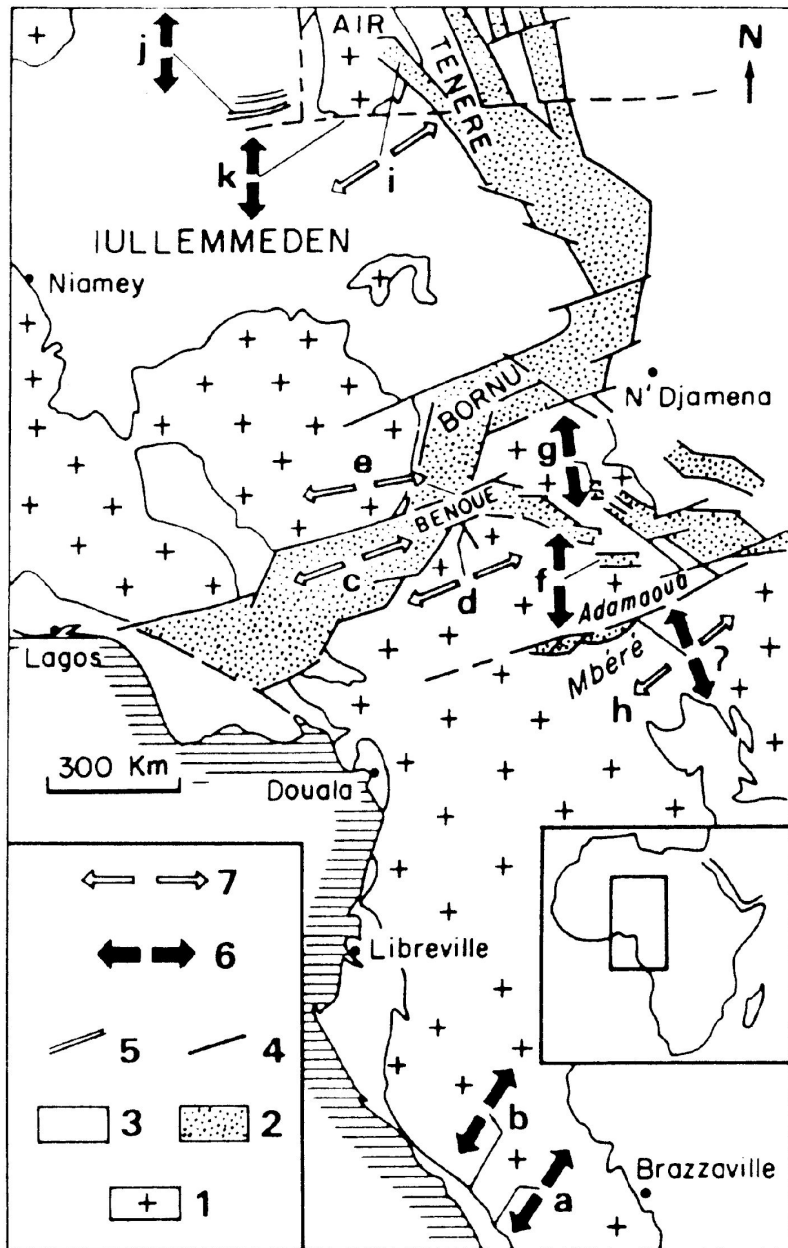 AIR
TENERE
N
j
k
i
IULLEMMEDEN
Niamey
BORNU
N'Djamena
e
g
BENOUE
c
d
f
Adamaoua
Mbéré
?
h
Lagos
300 Km
Douala
7
6
Libreville
5
4
3
2
1
b
a
Brazzaville